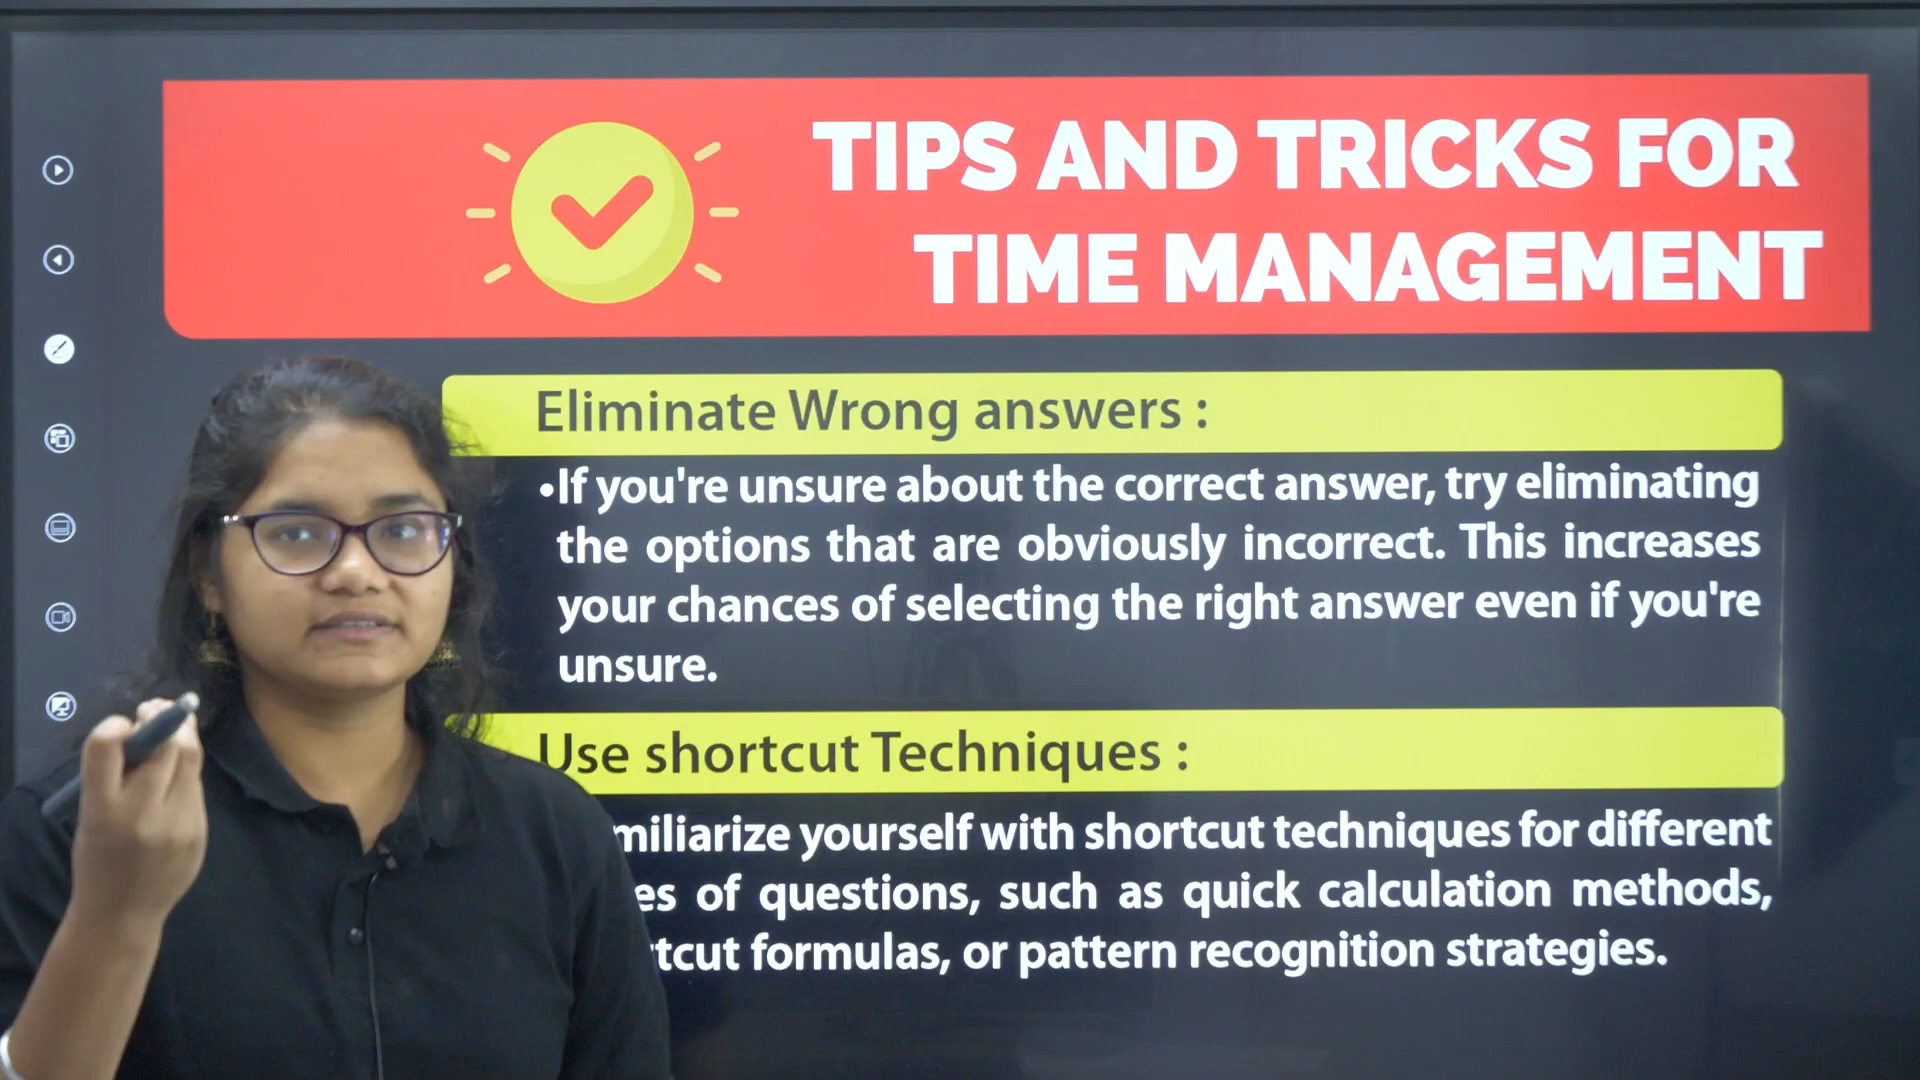 TIPS AND TRICKS FOR
TIME MANAGEMENT
Eliminate Wrong answers :
•If you're unsure about the correct answer, try eliminating
the options that are obviously incorrect. This increases
your chances of selecting the right answer even if you're
unsure.
Use shortcut Techniques :
yourself with shortcut techniques for different
of questions, such as quick calculation methods,
formulas, or pattern recognition strategies.